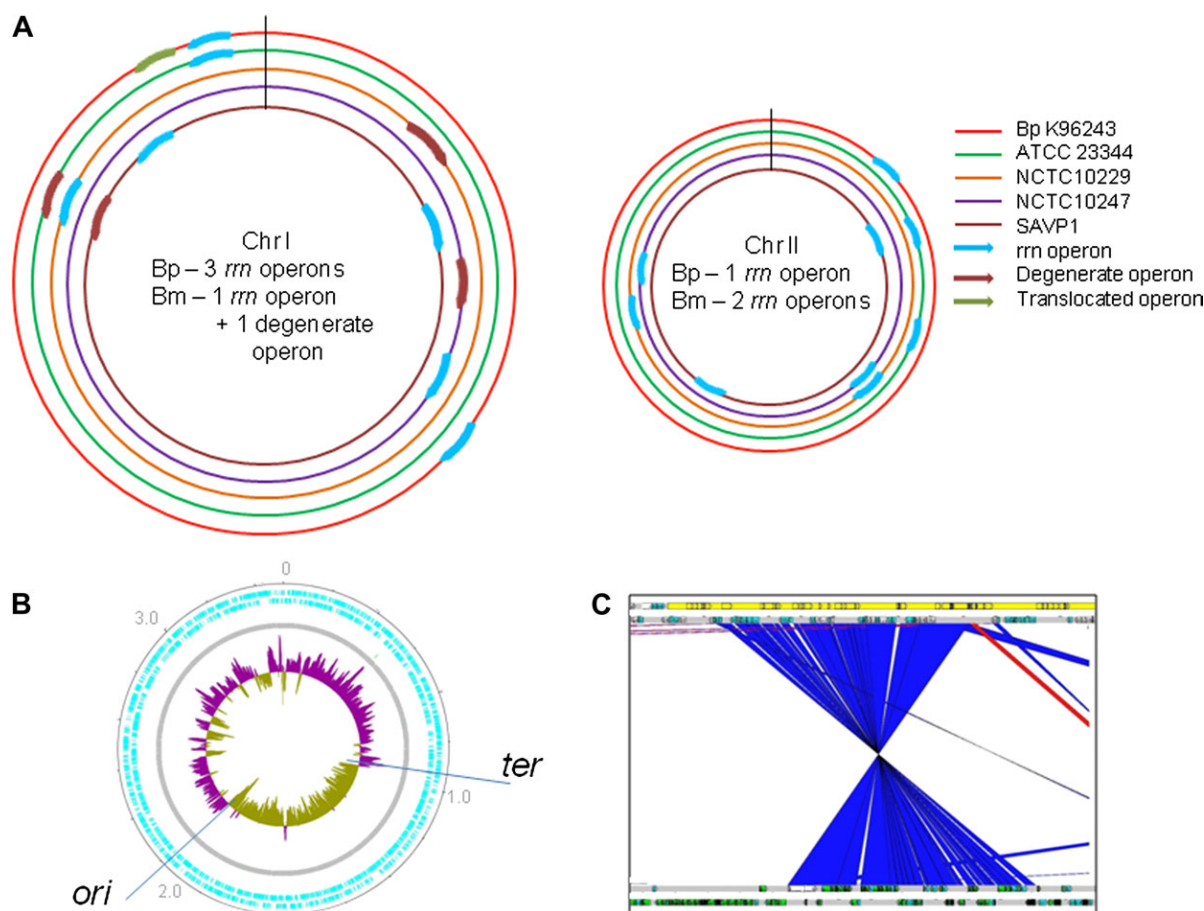 A
Chr I
Bp – 3 rrn operons
Bm – 1 rrn operon
+ 1 degenerate
operon
Chr II
Bp – 1 rrn operon
Bm – 2 rrn operons
Bp K96243
ATCC 23344
NCTC10229
NCTC10247
SAVP1
rrn operon
Degenerate operon
Translocated operon
B
0
3.0
ter
1.0
ori
2.0
C